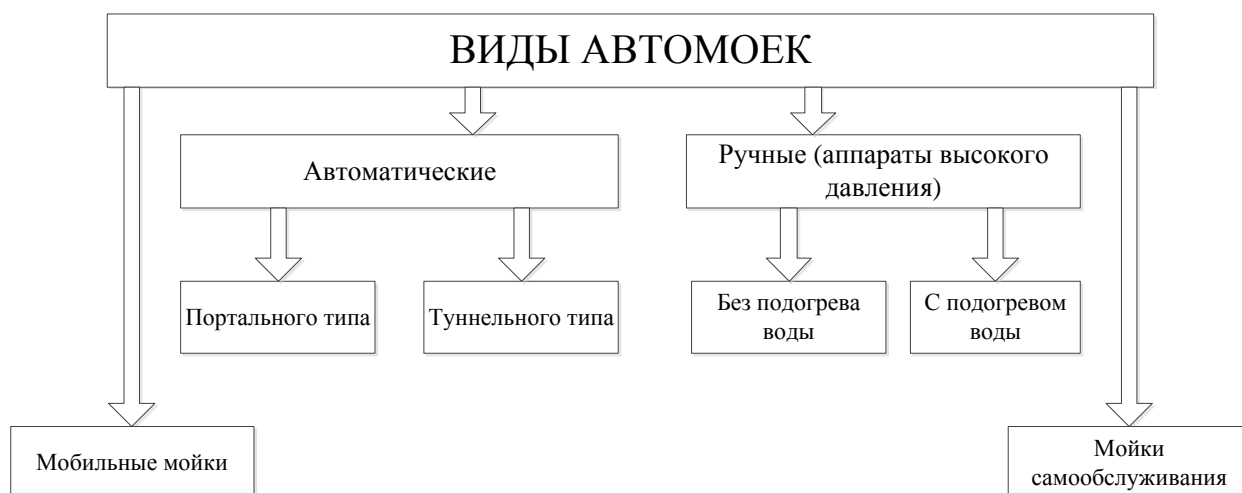 ВИДЫ АВТОМОЕК
Автоматические
Ручные (аппараты высокого
давления)
Портального типа
Туннельного типа
Без подогрева
воды
С подогревом
воды
Мобильные мойки
Мойки
самообслуживания